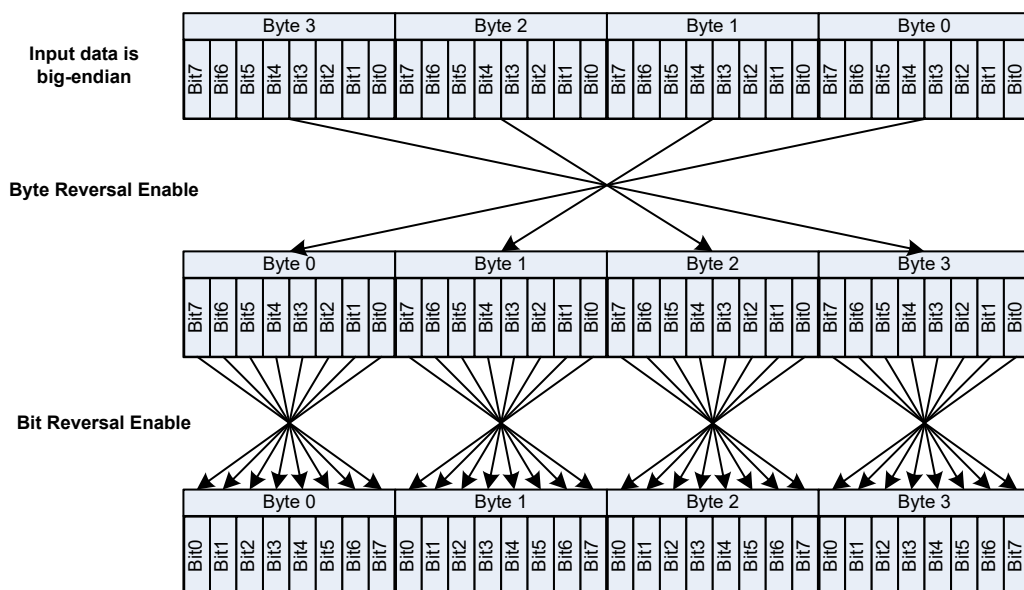 Byte 3 Byte 2 Byte 1 Byte 0
Input data is
big-endian
Bit7 Bit6 Bit5 Bit4 Bit3 Bit2 Bit1 Bit0 Bit7 Bit6 Bit5 Bit4 Bit3 Bit2 Bit1 Bit0 Bit7 Bit6 Bit5 Bit4 Bit3 Bit2 Bit1 Bit0 Bit7 Bit6 Bit5 Bit4 Bit3 Bit2 Bit1 Bit0
Byte Reversal Enable
Byte 0 Byte 1 Byte 2 Byte 3
Bit7 Bit6 Bit5 Bit4 Bit3 Bit2 Bit1 Bit0 Bit7 Bit6 Bit5 Bit4 Bit3 Bit2 Bit1 Bit0 Bit7 Bit6 Bit5 Bit4 Bit3 Bit2 Bit1 Bit0 Bit7 Bit6 Bit5 Bit4 Bit3 Bit2 Bit1 Bit0
Bit Reversal Enable
Byte 0 Byte 1 Byte 2 Byte 3
Bit0 Bit1 Bit2 Bit3 Bit4 Bit5 Bit6 Bit7 Bit0 Bit1 Bit2 Bit3 Bit4 Bit5 Bit6 Bit7 Bit0 Bit1 Bit2 Bit3 Bit4 Bit5 Bit6 Bit7 Bit0 Bit1 Bit2 Bit3 Bit4 Bit5 Bit6 Bit7